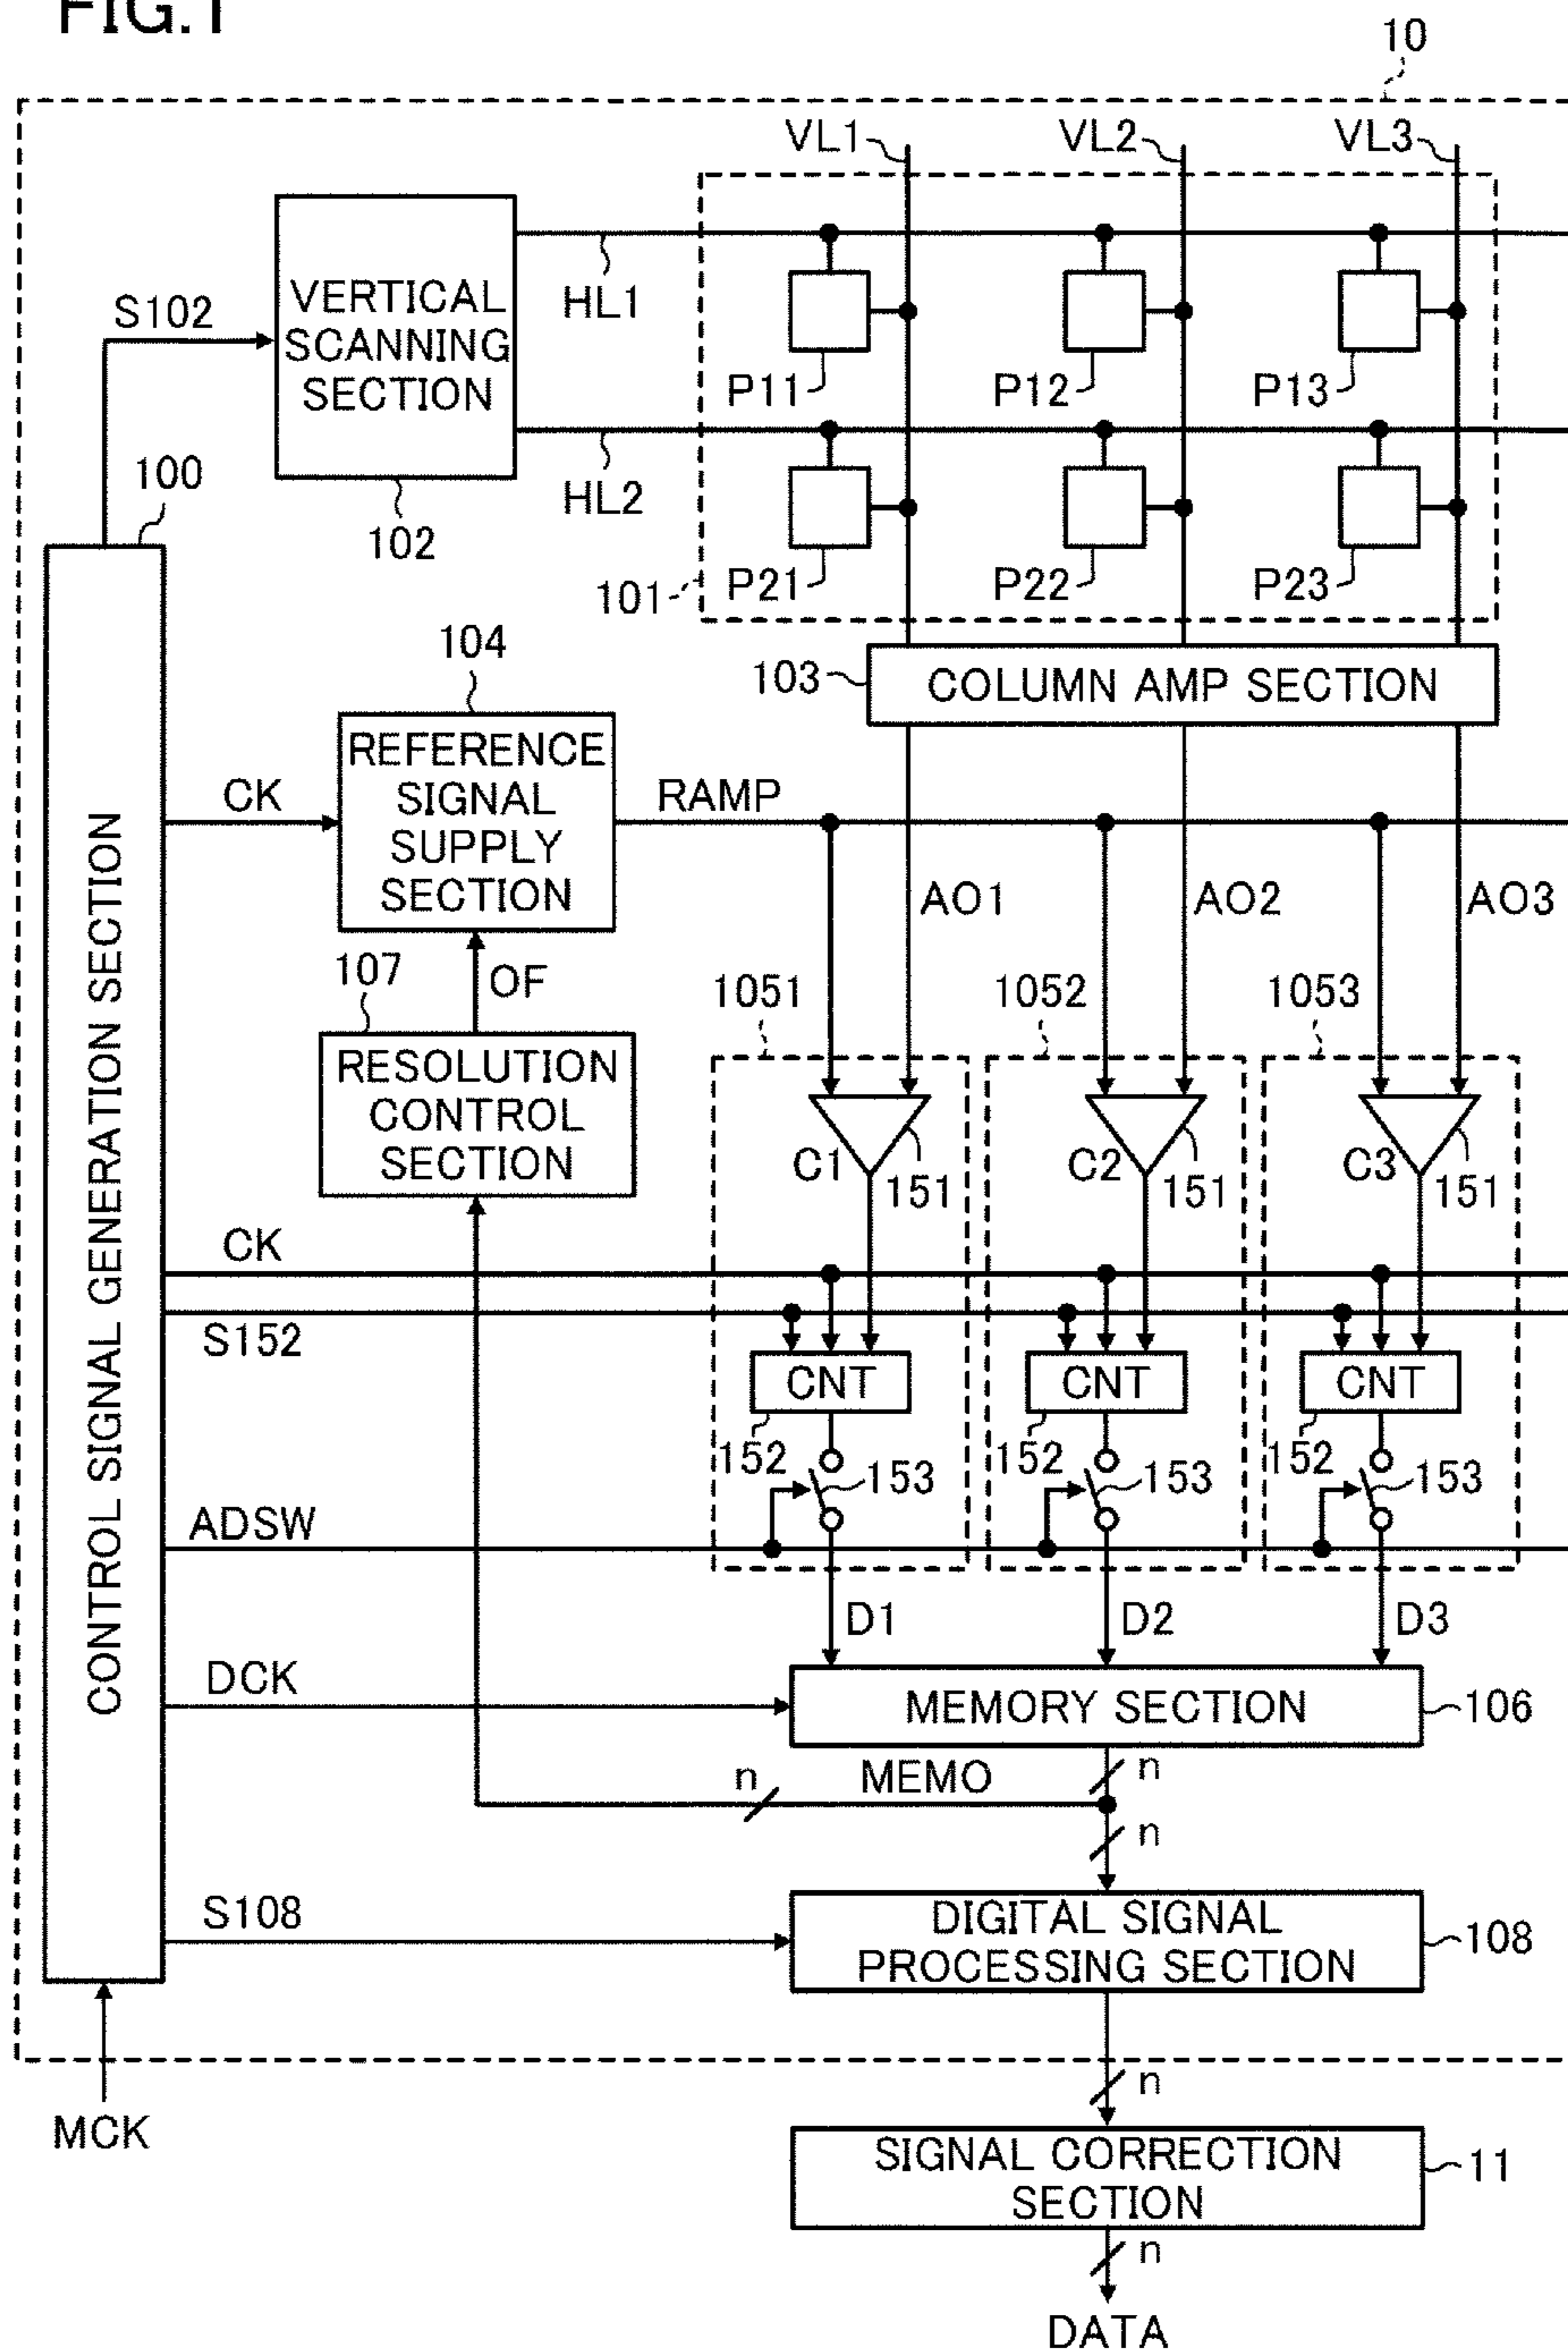 FIG.1
10
VL1
VL2
VL3
VERTICAL
SCANNING
SECTION
S102
HL1
P11
P12
P13
HL2
102
100
P21
P22
P23
101
104
103
COLUMN AMP SECTION
REFERENCE
SIGNAL
SUPPLY
SECTION
CK
RAMP
AO1
AO2
AO3
107
OF
1051
1052
1053
RESOLUTION
CONTROL
SECTION
C1
151
C2
151
C3
151
CONTROL SIGNAL GENERATION SECTION
CK
S152
CNT
CNT
CNT
152
153
152
153
152
153
ADSW
D1
D2
D3
DCK
MEMORY SECTION
106
n
MEMO
n
n
S108
DIGITAL SIGNAL
PROCESSING SECTION
108
n
MCK
SIGNAL CORRECTION
SECTION
11
n
DATA